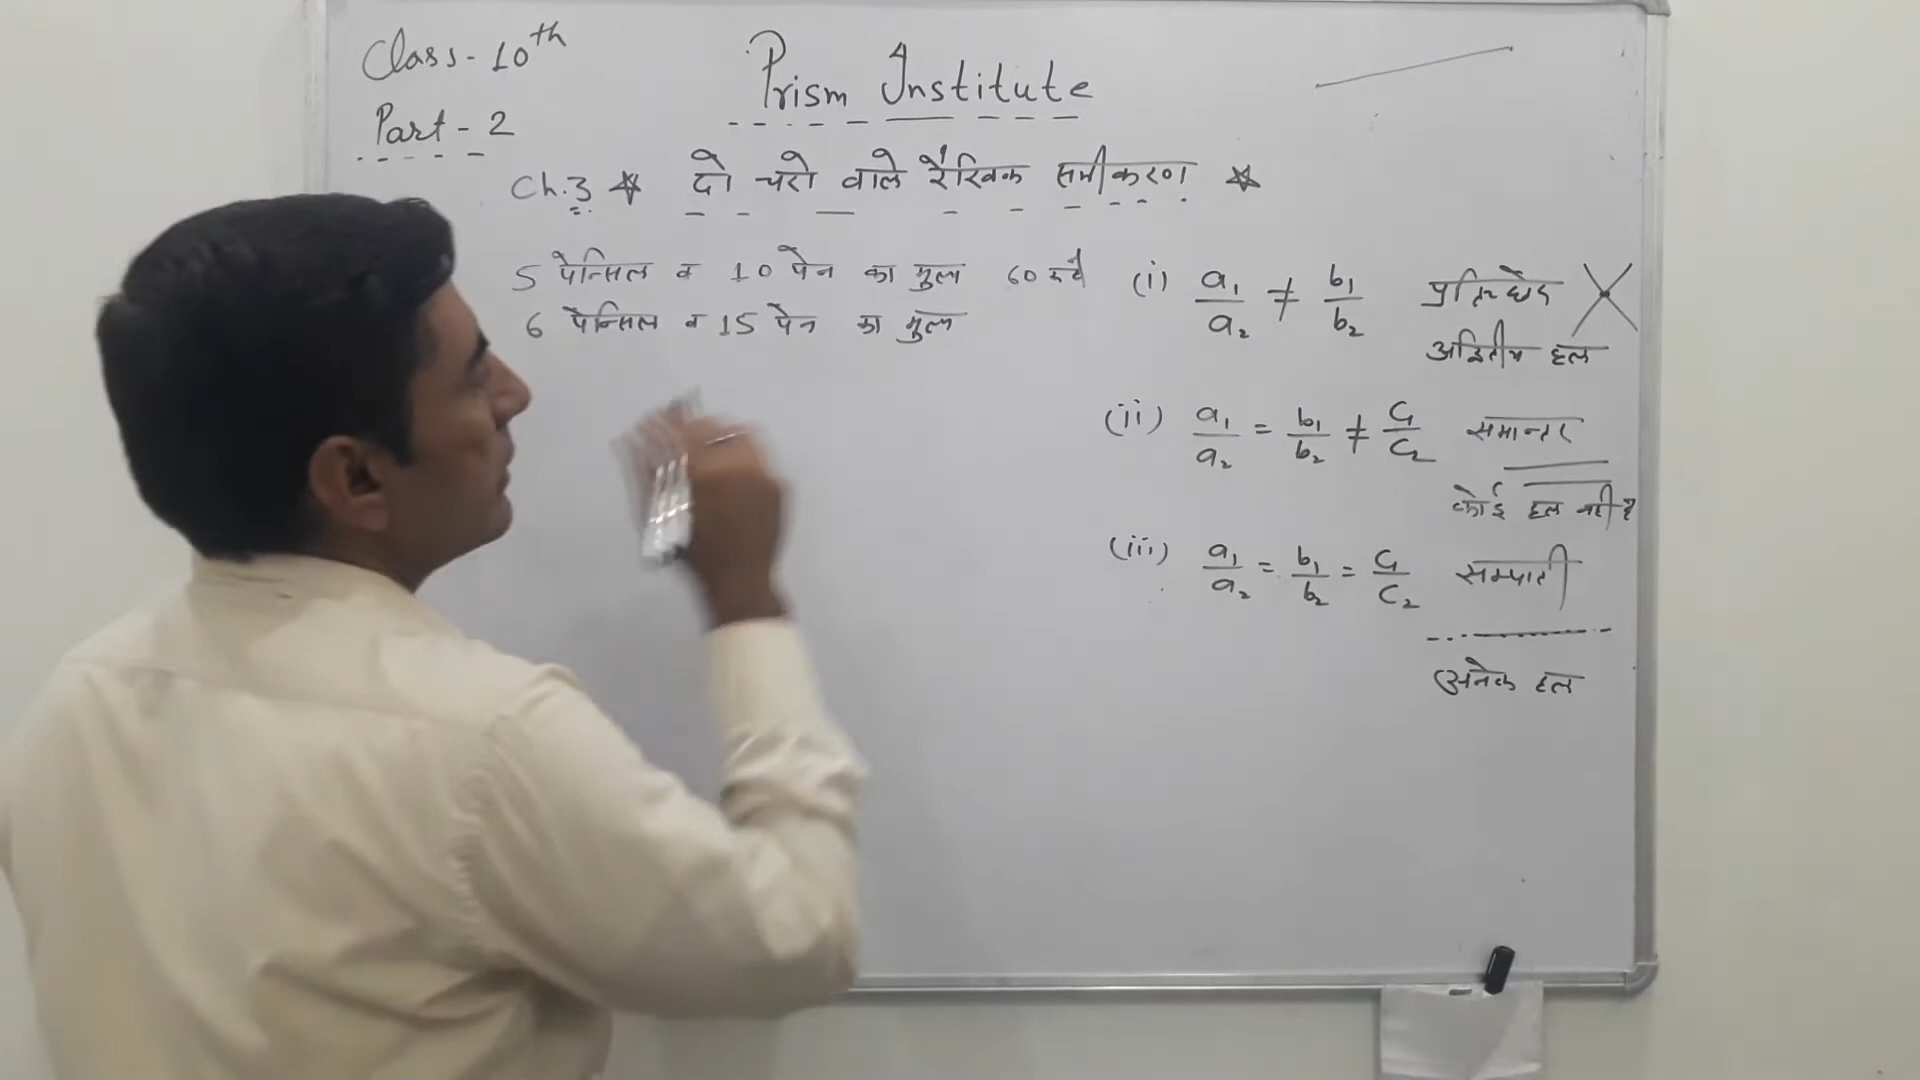 Class-10th
Part-2
Prism Institute
Ch.3 ☆ दो चरो वाले रैखिक समीकरण ☆
5 पेन्सिल व 10 पेन का मुल्य 60 रूपये
6 पेन्सिल व 15 पेन का मुल्य
(i) a₁/a₂ ≠ b₁/b₂ प्रतिच्छेद
अद्वितीय हल
(ii) a₁/a₂ = b₁/b₂ ≠ c₁/c₂ समान्तर
कोई हल नही है
(iii) a₁/a₂ = b₁/b₂ = c₁/c₂ सम्पाती
अनेक हल